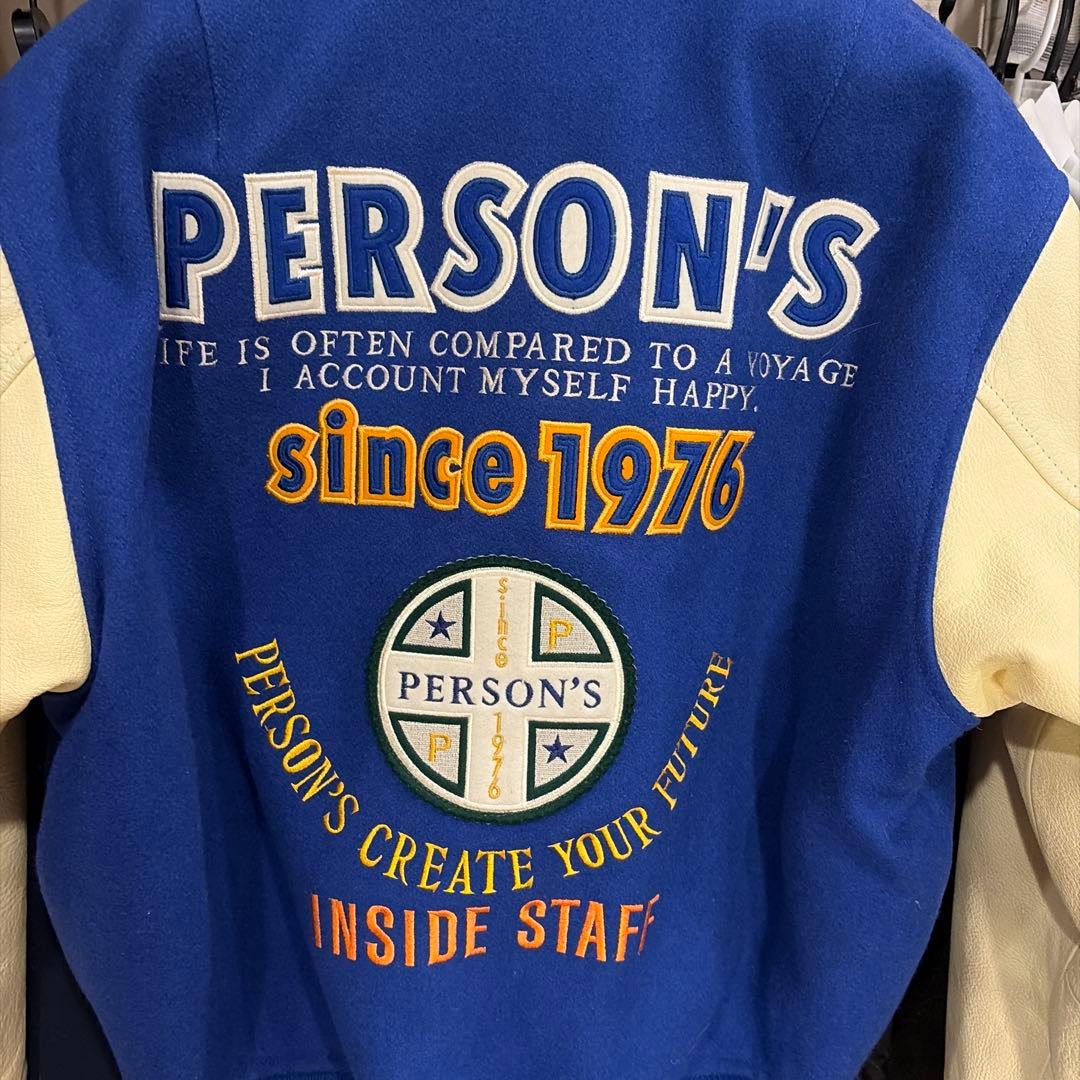 PERSON'S
LIFE IS OFTEN COMPARED TO A VOYAGE
I ACCOUNT MYSELF HAPPY.
since 1976
since
P
PERSON'S
P
1976
PERSON'S CREATE YOUR FUTURE
INSIDE STAFF